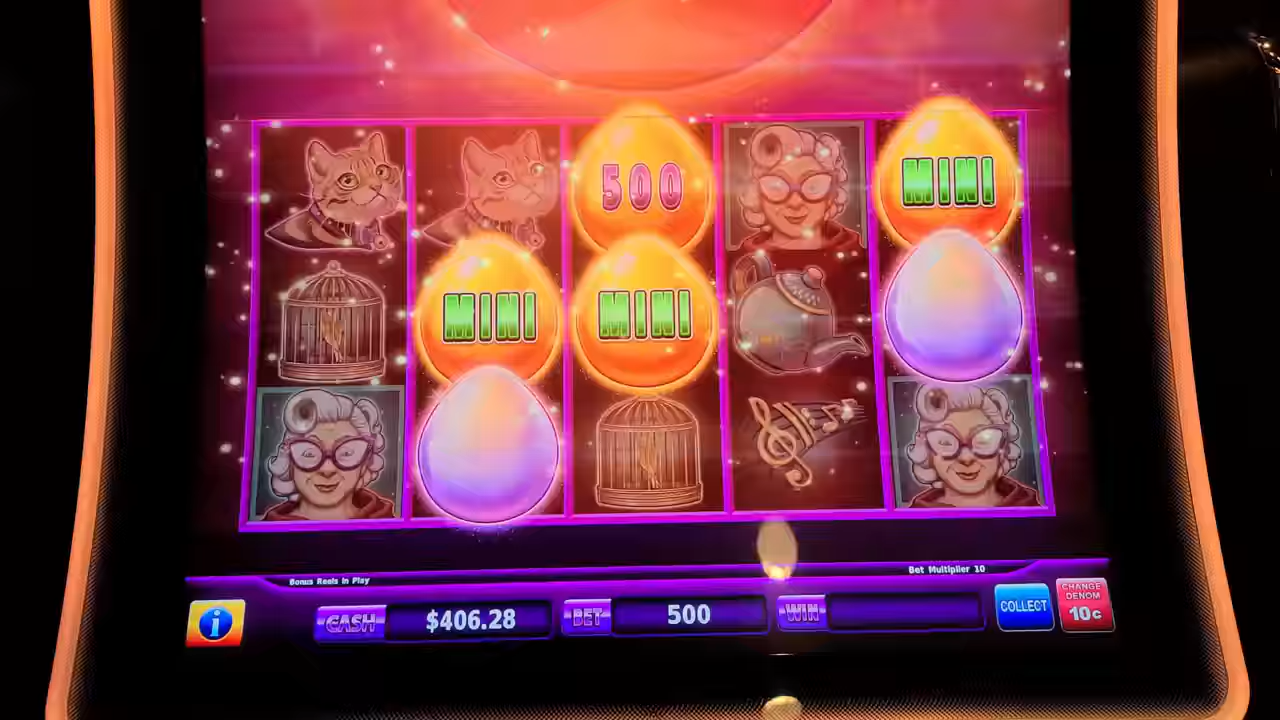 500
MINI
MINI
MINI
Bonus Reels In Play
Bet Multiplier 10
i
CASH
$406.28
BET
500
WIN
COLLECT
CHANGE
DENOM
10¢